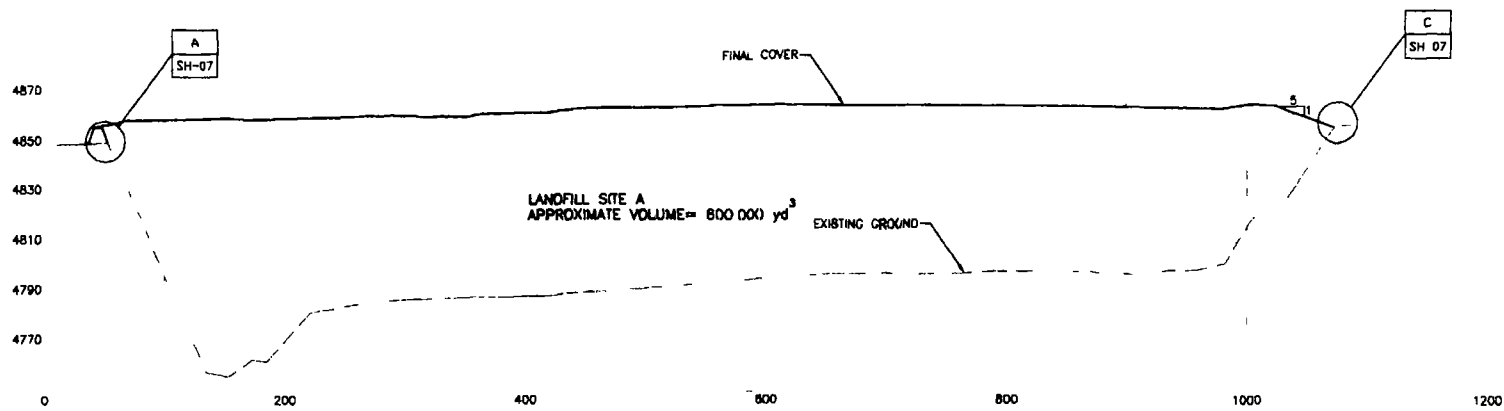 A
SH-07
C
SH 07
FINAL COVER
5
1
4870
4850
4830
4810
4790
4770
LANDFILL SITE A
APPROXIMATE VOLUME= 600 000 yd3
EXISTING GROUND
0 200 400 600 800 1000 1200